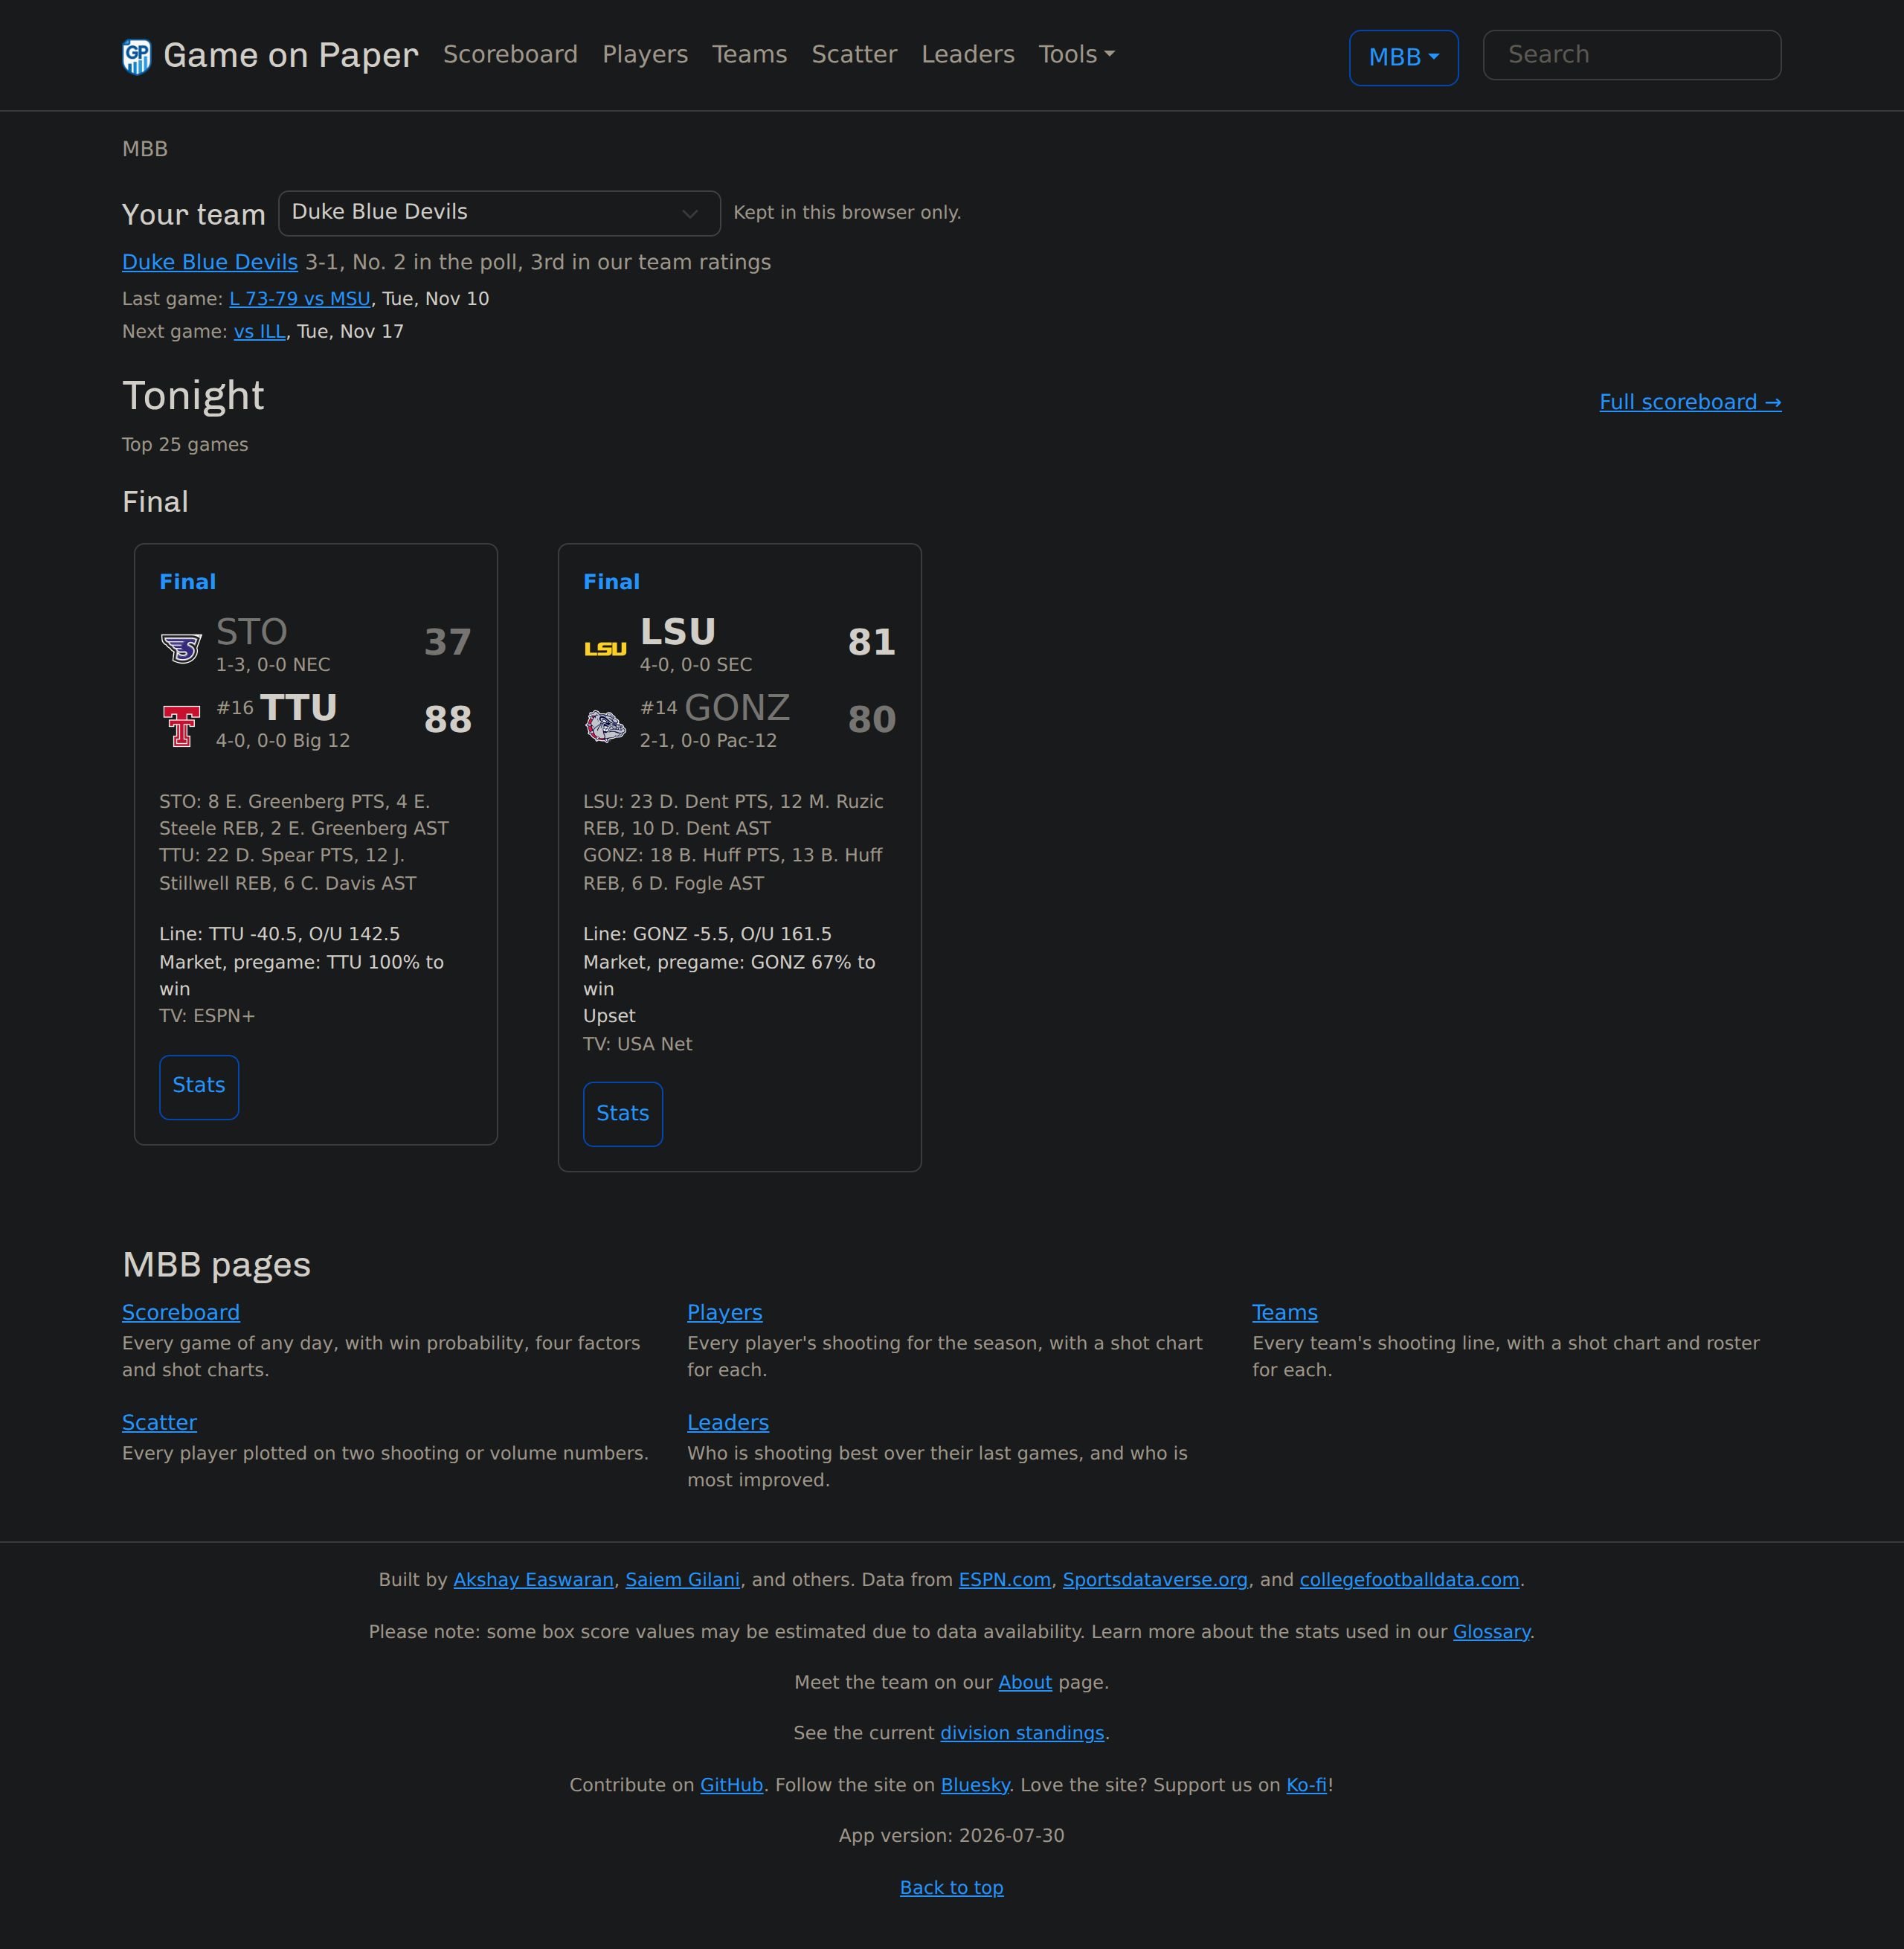 GP Game on Paper Scoreboard Players Teams Scatter Leaders Tools MBB Search
MBB
Your team Duke Blue Devils Kept in this browser only.
Duke Blue Devils 3-1, No. 2 in the poll, 3rd in our team ratings
Last game: L 73-79 vs MSU, Tue, Nov 10
Next game: vs ILL, Tue, Nov 17
Tonight
Full scoreboard →
Top 25 games
Final
Final
STO 37
1-3, 0-0 NEC
#16 TTU 88
4-0, 0-0 Big 12
STO: 8 E. Greenberg PTS, 4 E.
Steele REB, 2 E. Greenberg AST
TTU: 22 D. Spear PTS, 12 J.
Stillwell REB, 6 C. Davis AST
Line: TTU -40.5, O/U 142.5
Market, pregame: TTU 100% to
win
TV: ESPN+
Stats
Final
LSU LSU 81
4-0, 0-0 SEC
#14 GONZ 80
2-1, 0-0 Pac-12
LSU: 23 D. Dent PTS, 12 M. Ruzic
REB, 10 D. Dent AST
GONZ: 18 B. Huff PTS, 13 B. Huff
REB, 6 D. Fogle AST
Line: GONZ -5.5, O/U 161.5
Market, pregame: GONZ 67% to
win
Upset
TV: USA Net
Stats
MBB pages
Scoreboard
Every game of any day, with win probability, four factors
and shot charts.
Players
Every player's shooting for the season, with a shot chart
for each.
Teams
Every team's shooting line, with a shot chart and roster
for each.
Scatter
Every player plotted on two shooting or volume numbers.
Leaders
Who is shooting best over their last games, and who is
most improved.
Built by Akshay Easwaran, Saiem Gilani, and others. Data from ESPN.com, Sportsdataverse.org, and collegefootballdata.com.
Please note: some box score values may be estimated due to data availability. Learn more about the stats used in our Glossary.
Meet the team on our About page.
See the current division standings.
Contribute on GitHub. Follow the site on Bluesky. Love the site? Support us on Ko-fi!
App version: 2026-07-30
Back to top